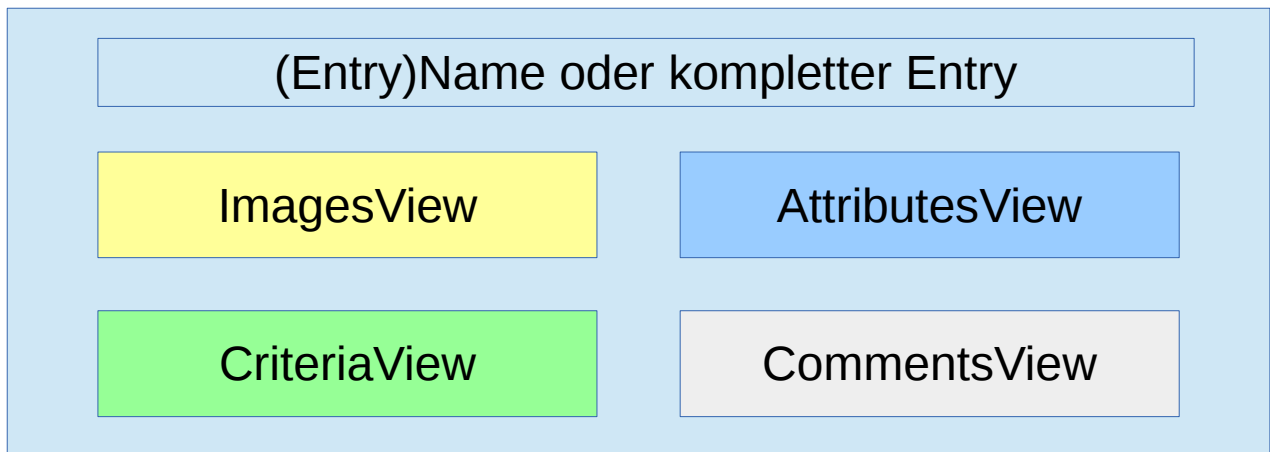 (Entry)Name oder kompletter Entry
ImagesView
AttributesView
CriteriaView
CommentsView